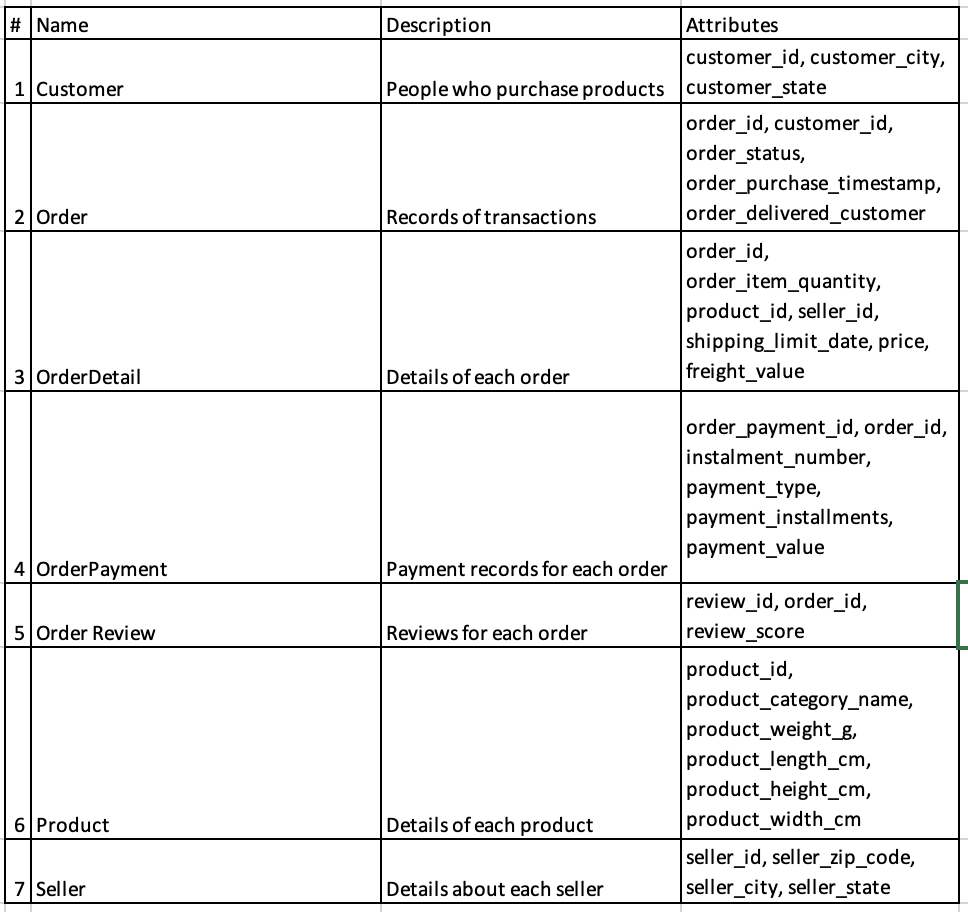 # Name Description Attributes
customer_id, customer_city,
1 Customer People who purchase products customer_state
order_id, customer_id,
order_status,
order_purchase_timestamp,
2 Order Records of transactions order_delivered_customer
order_id,
order_item_quantity,
product_id, seller_id,
shipping_limit_date, price,
3 OrderDetail Details of each order freight_value
order_payment_id, order_id,
instalment_number,
payment_type,
payment_installments,
payment_value
4 OrderPayment Payment records for each order
review_id, order_id,
5 Order Review Reviews for each order review_score
product_id,
product_category_name,
product_weight_g,
product_length_cm,
product_height_cm,
6 Product Details of each product product_width_cm
seller_id, seller_zip_code,
7 Seller Details about each seller seller_city, seller_state